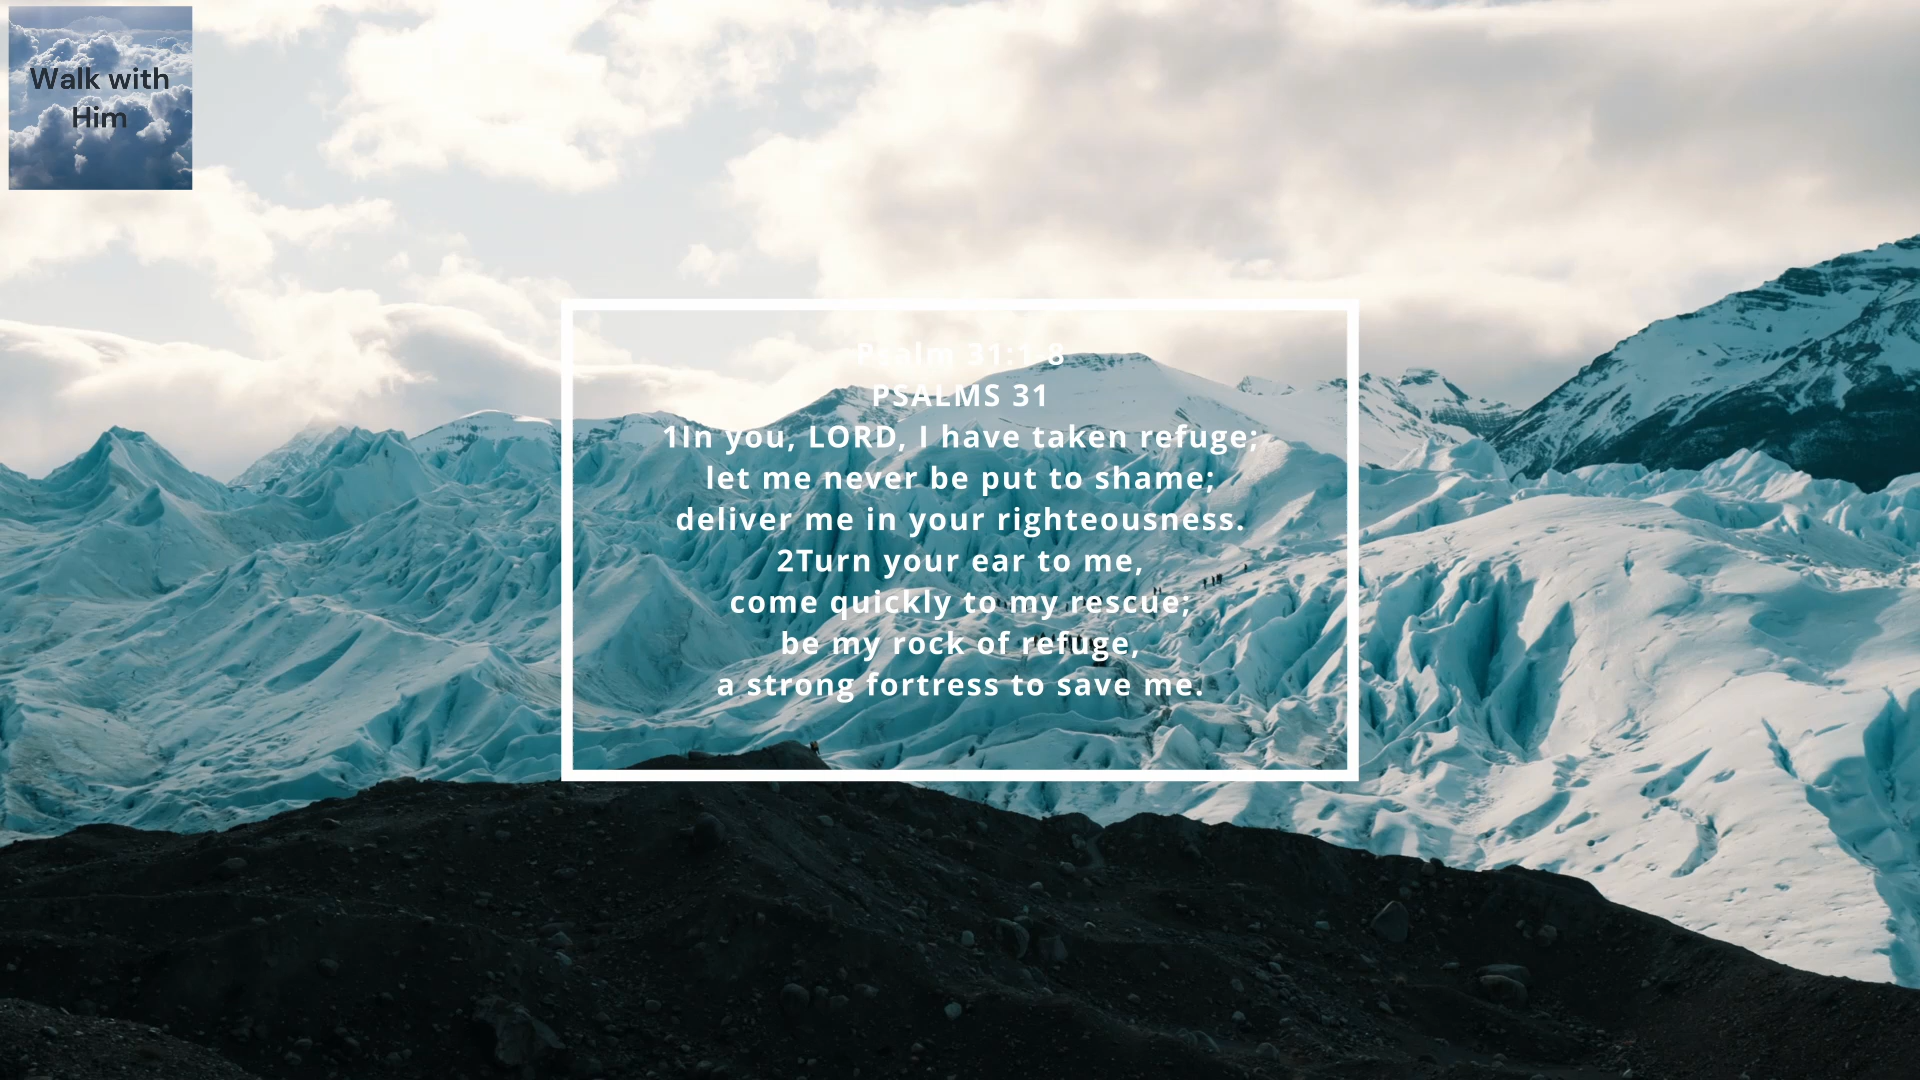 Walk with
Him
Psalm 31:1-8
PSALMS 31
1In you, LORD, I have taken refuge;
let me never be put to shame;
deliver me in your righteousness.
2Turn your ear to me,
come quickly to my rescue;
be my rock of refuge,
a strong fortress to save me.